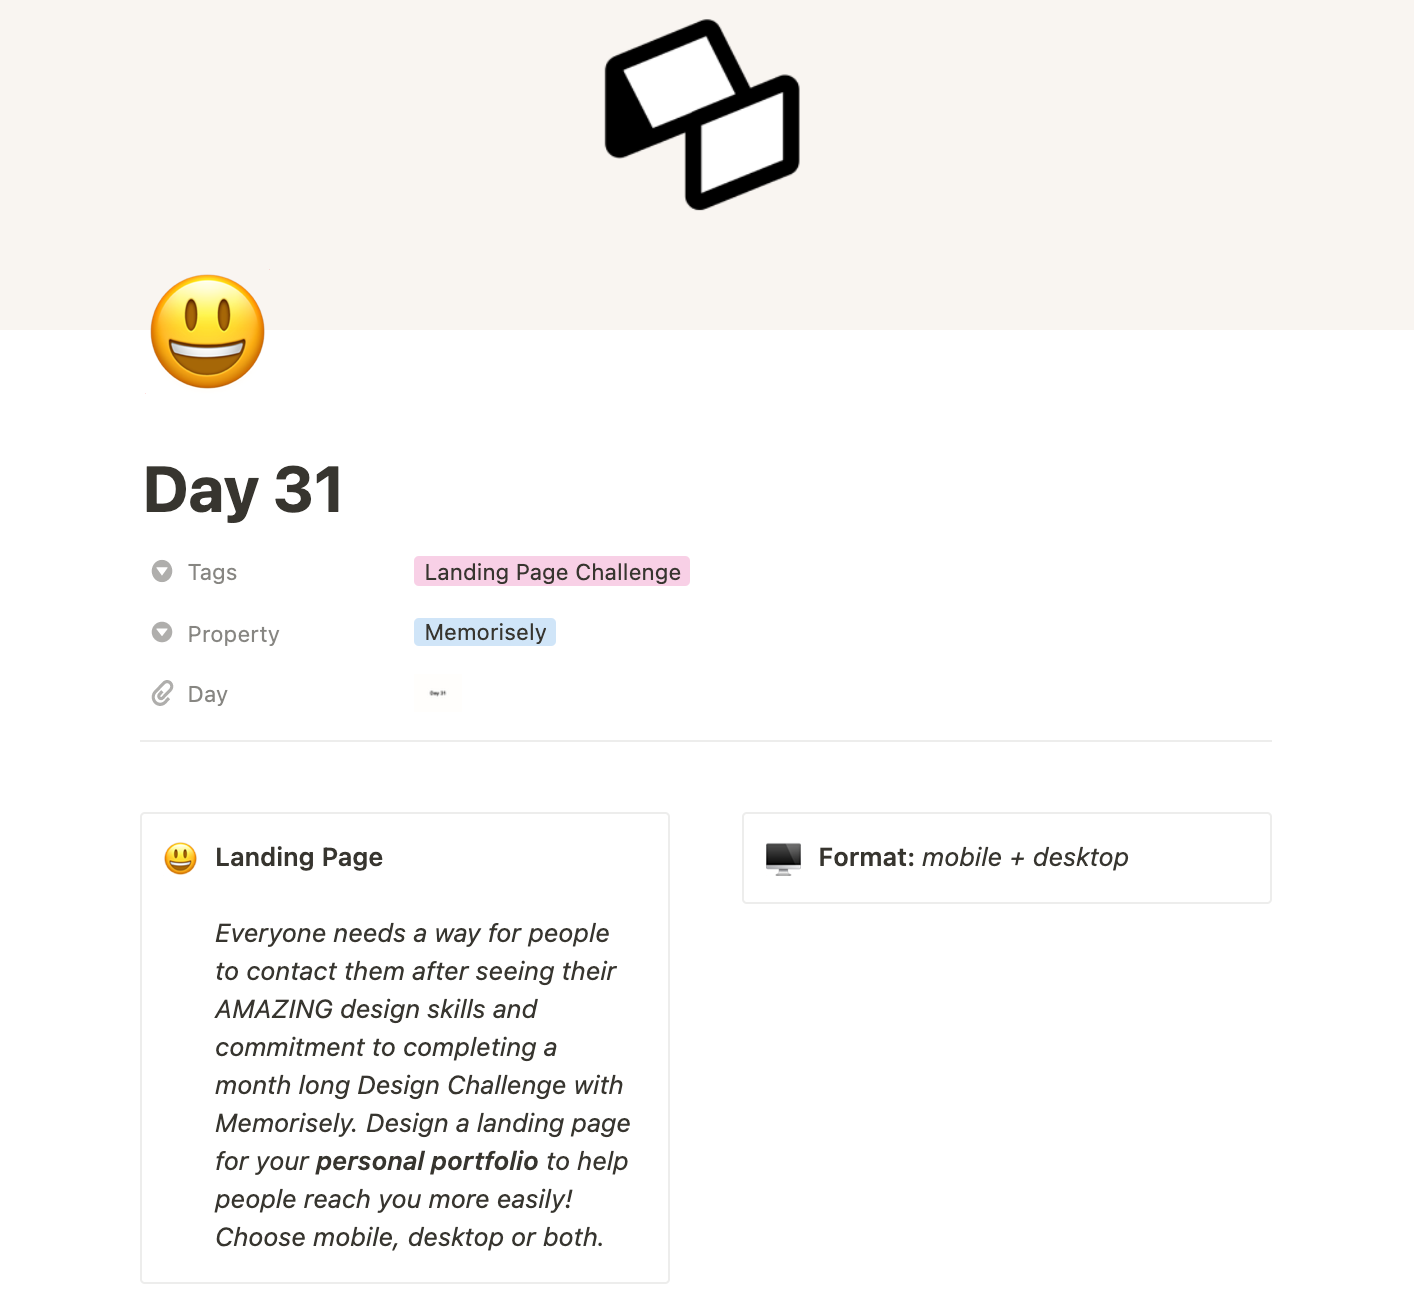 Day 31
Tags
Landing Page Challenge
Property
Memorisely
Day
Day 31
Landing Page
Everyone needs a way for people
to contact them after seeing their
AMAZING design skills and
commitment to completing a
month long Design Challenge with
Memorisely. Design a landing page
for your personal portfolio to help
people reach you more easily!
Choose mobile, desktop or both.
Format: mobile + desktop